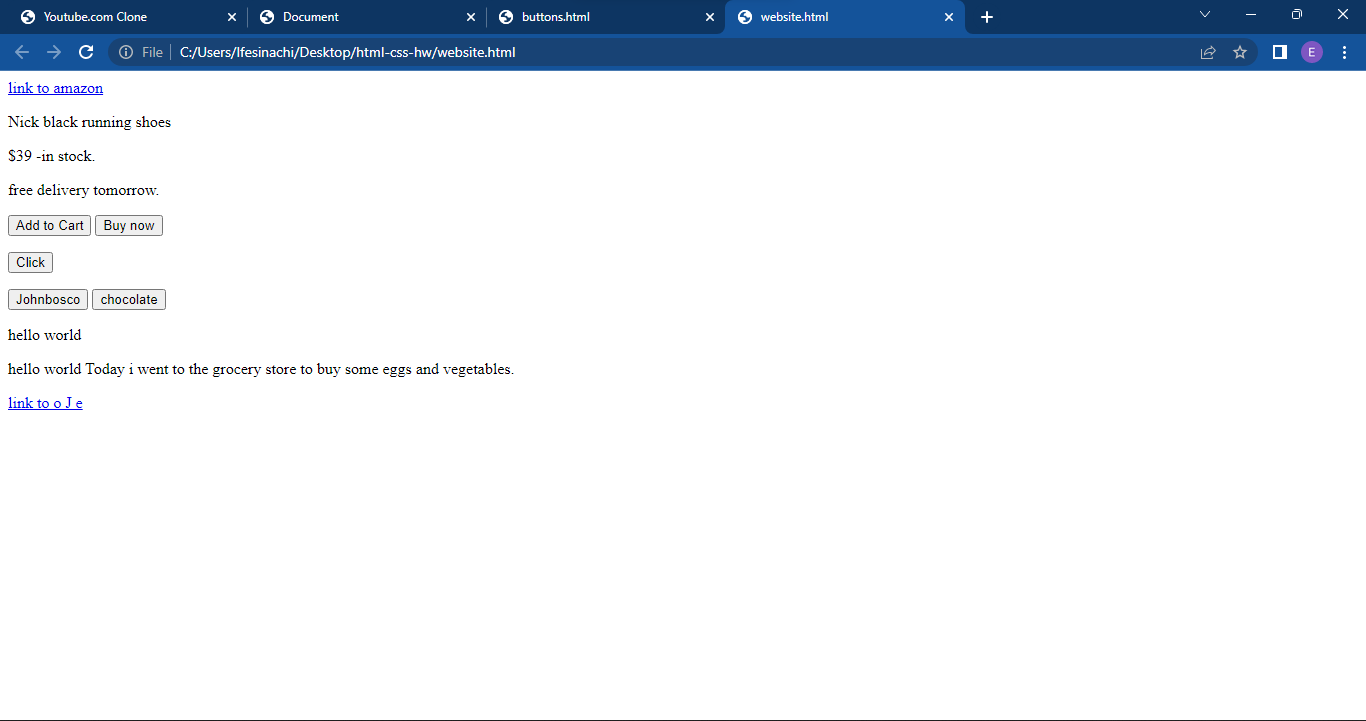 Youtube.com Clone Document buttons.html website.html
File C:/Users/Ifesinachi/Desktop/html-css-hw/website.html E
link to amazon
Nick black running shoes
$39 -in stock.
free delivery tomorrow.
Add to Cart Buy now
Click
Johnbosco chocolate
hello world
hello world Today i went to the grocery store to buy some eggs and vegetables.
link to o J e